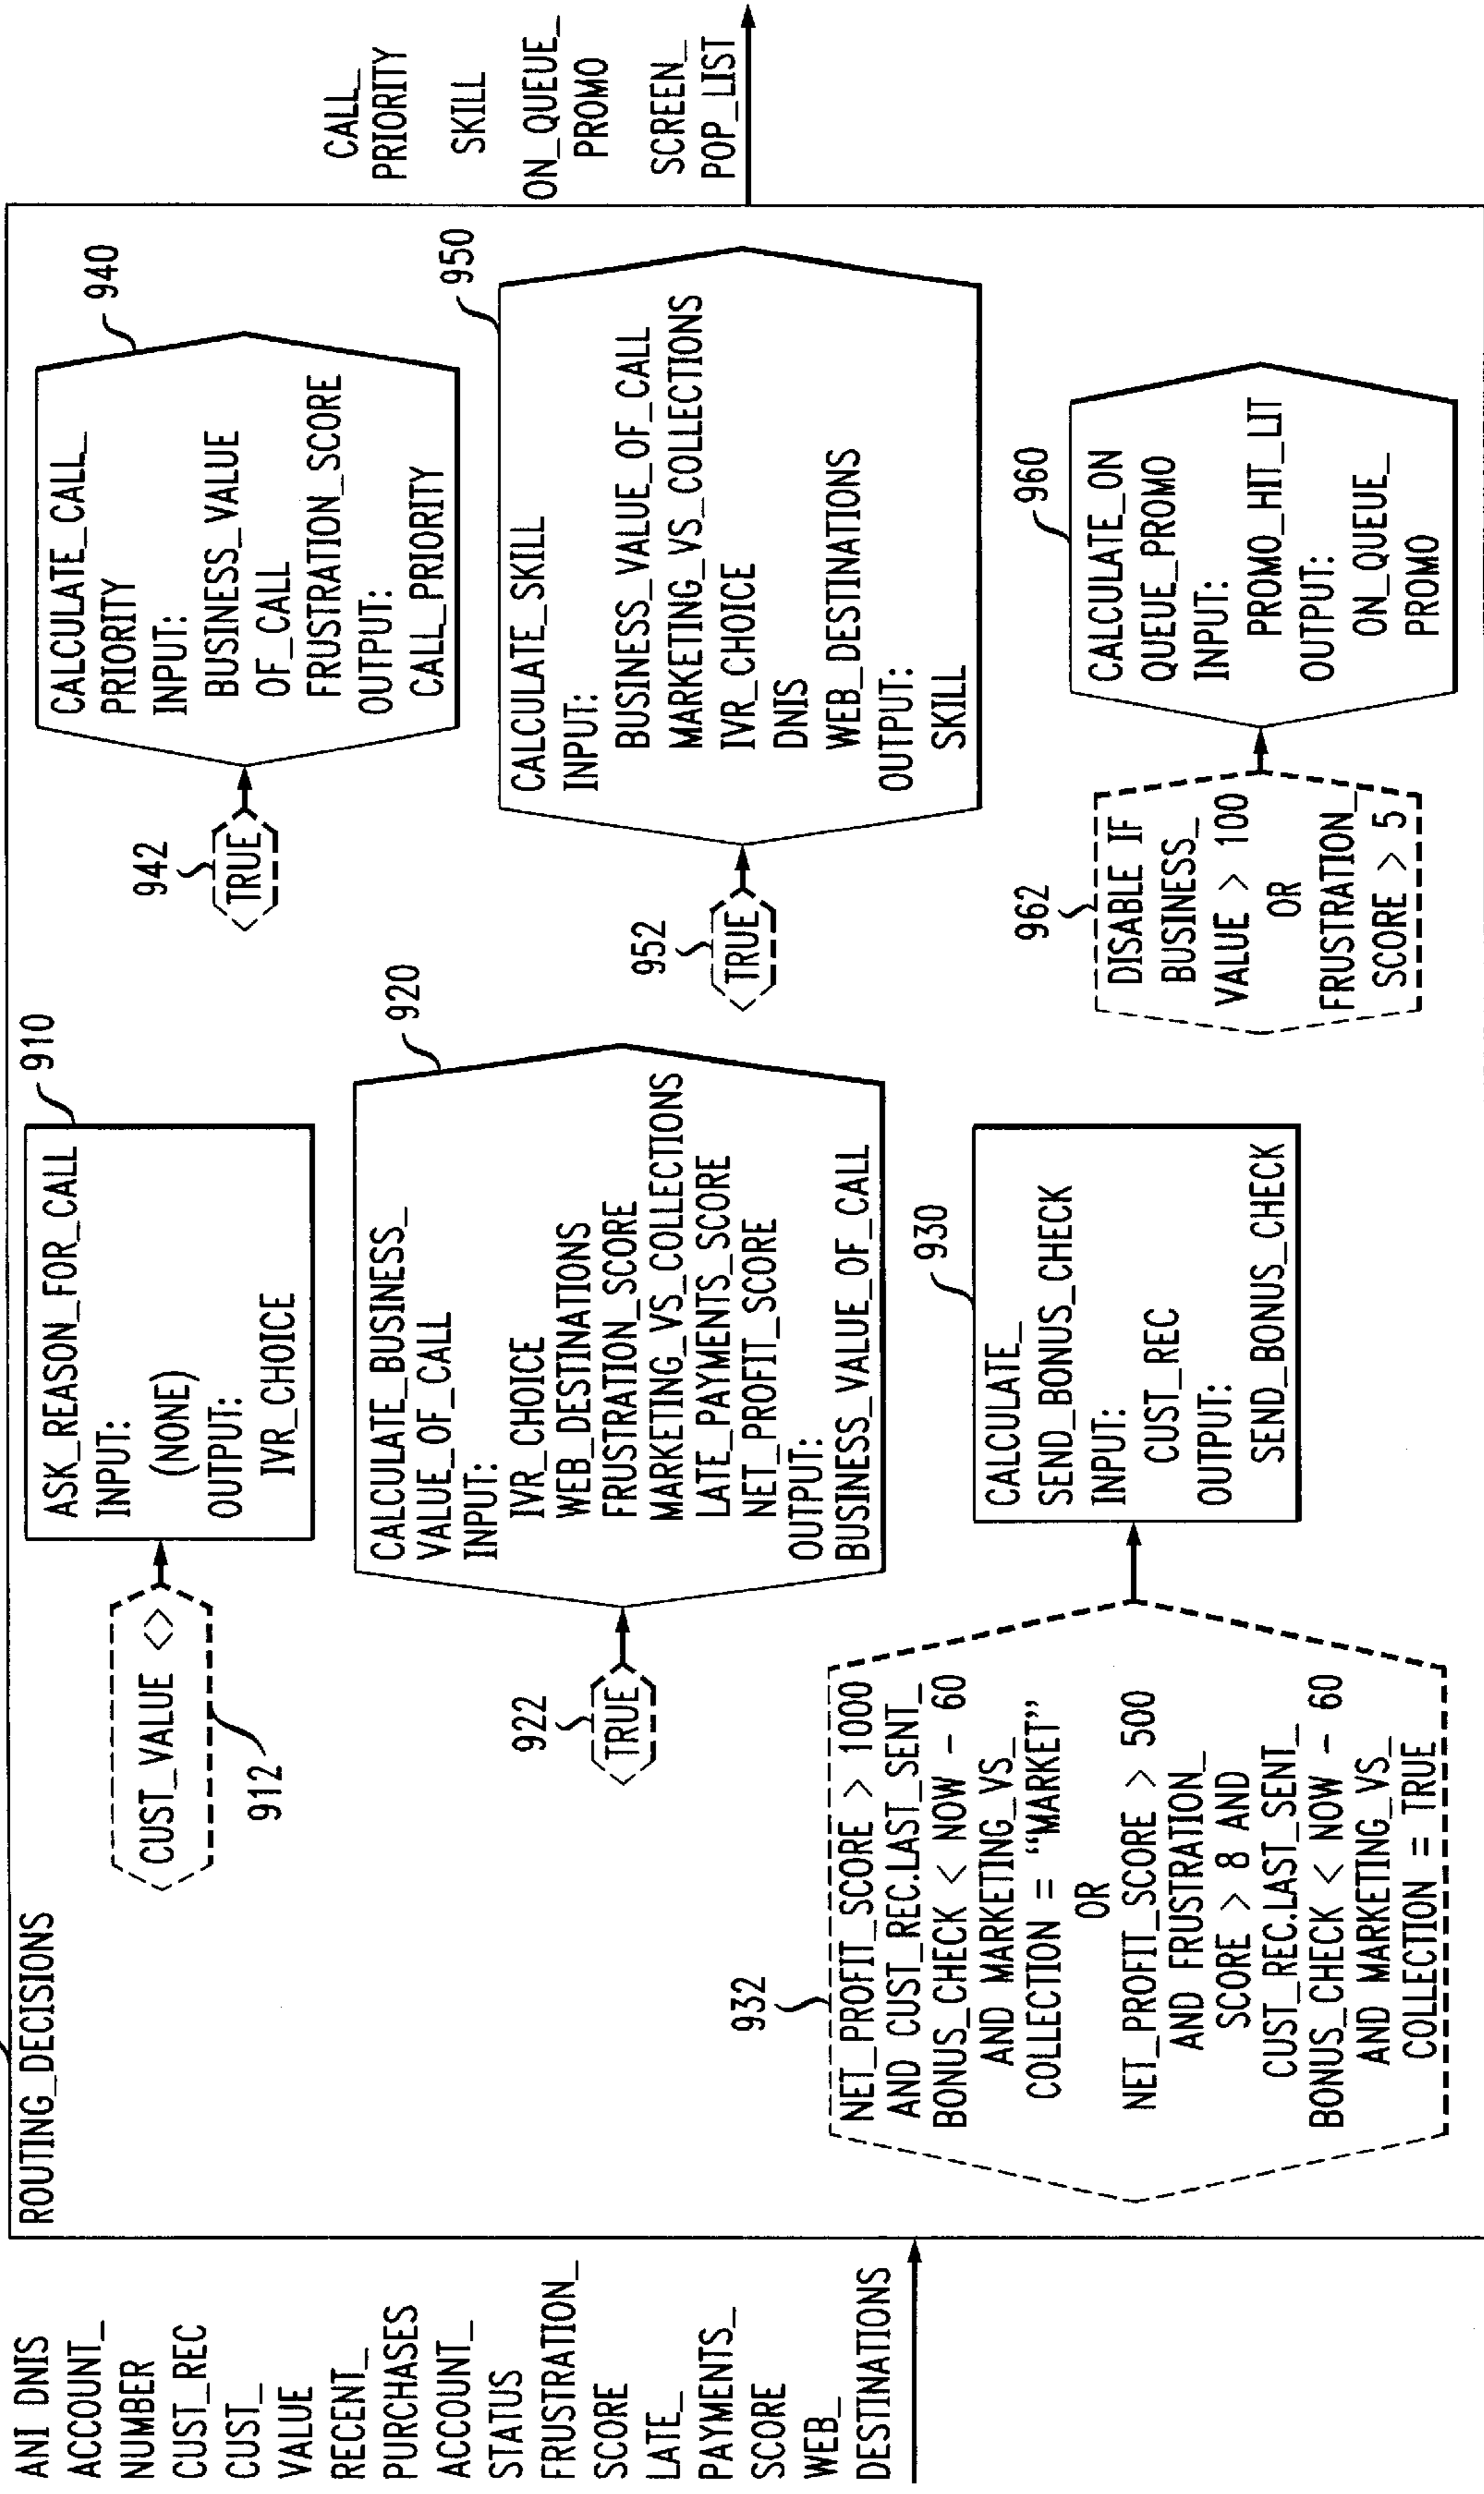 ROUTING_DECISIONS
ANI DNIS
ACCOUNT_
NUMBER
CUST_REC
CUST_
VALUE
RECENT_
PURCHASES
ACCOUNT_
STATUS
FRUSTRATION_
SCORE
LATE_
PAYMENTS_
SCORE
WEB_
DESTINATIONS
CUST_VALUE <>
912
ASK_REASON_FOR_CALL
INPUT:
(NONE)
OUTPUT:
IVR_CHOICE
910
922
TRUE
CALCULATE_BUSINESS_
VALUE_OF_CALL
INPUT:
IVR_CHOICE
WEB_DESTINATIONS
FRUSTRATION_SCORE
MARKETING_VS_COLLECTIONS
LATE_PAYMENTS_SCORE
NET_PROFIT_SCORE
OUTPUT:
BUSINESS_VALUE_OF_CALL
920
932
NET_PROFIT_SCORE > 1000
AND CUST_REC.LAST_SENT_
BONUS_CHECK < NOW - 60
AND MARKETING_VS_
COLLECTION = "MARKET"
OR
NET_PROFIT_SCORE > 500
AND FRUSTRATION_
SCORE > 8 AND
CUST_REC.LAST_SENT_
BONUS_CHECK < NOW - 60
AND MARKETING_VS_
COLLECTION = TRUE
CALCULATE_
SEND_BONUS_CHECK
INPUT:
CUST_REC
OUTPUT:
SEND_BONUS_CHECK
930
942
TRUE
CALCULATE_CALL_
PRIORITY
INPUT:
BUSINESS_VALUE
OF_CALL
FRUSTRATION_SCORE
OUTPUT:
CALL_PRIORITY
940
952
TRUE
CALCULATE_SKILL
INPUT:
BUSINESS_VALUE_OF_CALL
MARKETING_VS_COLLECTIONS
IVR_CHOICE
DNIS
WEB_DESTINATIONS
OUTPUT:
SKILL
950
962
DISABLE IF
BUSINESS_
VALUE > 100
OR
FRUSTRATION_
SCORE > 5
CALCULATE_ON
QUEUE_PROMO
INPUT:
PROMO_HIT_LIT
OUTPUT:
ON_QUEUE_
PROMO
960
CALL_
PRIORITY
SKILL
ON_QUEUE_
PROMO
SCREEN_
POP_LIST